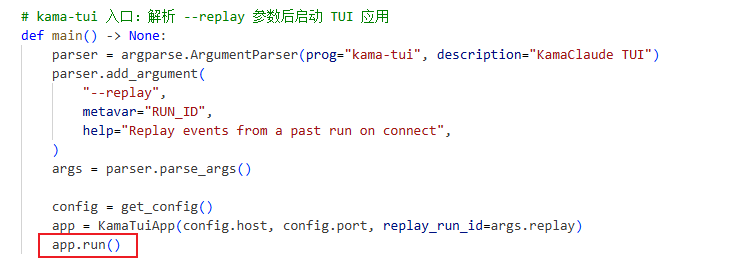 # kama-tui 入口：解析 --replay 参数后启动 TUI 应用
def main() -> None:
    parser = argparse.ArgumentParser(prog="kama-tui", description="KamaClaude TUI")
    parser.add_argument(
        "--replay",
        metavar="RUN_ID",
        help="Replay events from a past run on connect",
    )
    args = parser.parse_args()

    config = get_config()
    app = KamaTuiApp(config.host, config.port, replay_run_id=args.replay)
    app.run()